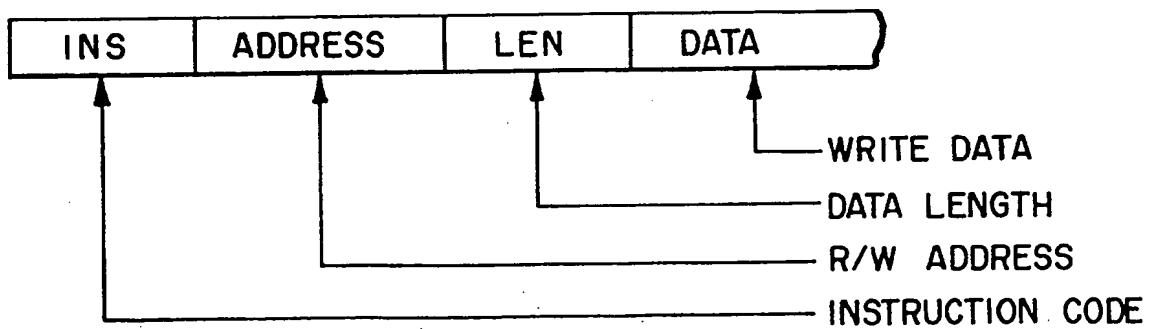 INS ADDRESS LEN DATA
WRITE DATA
DATA LENGTH
R/W ADDRESS
INSTRUCTION CODE